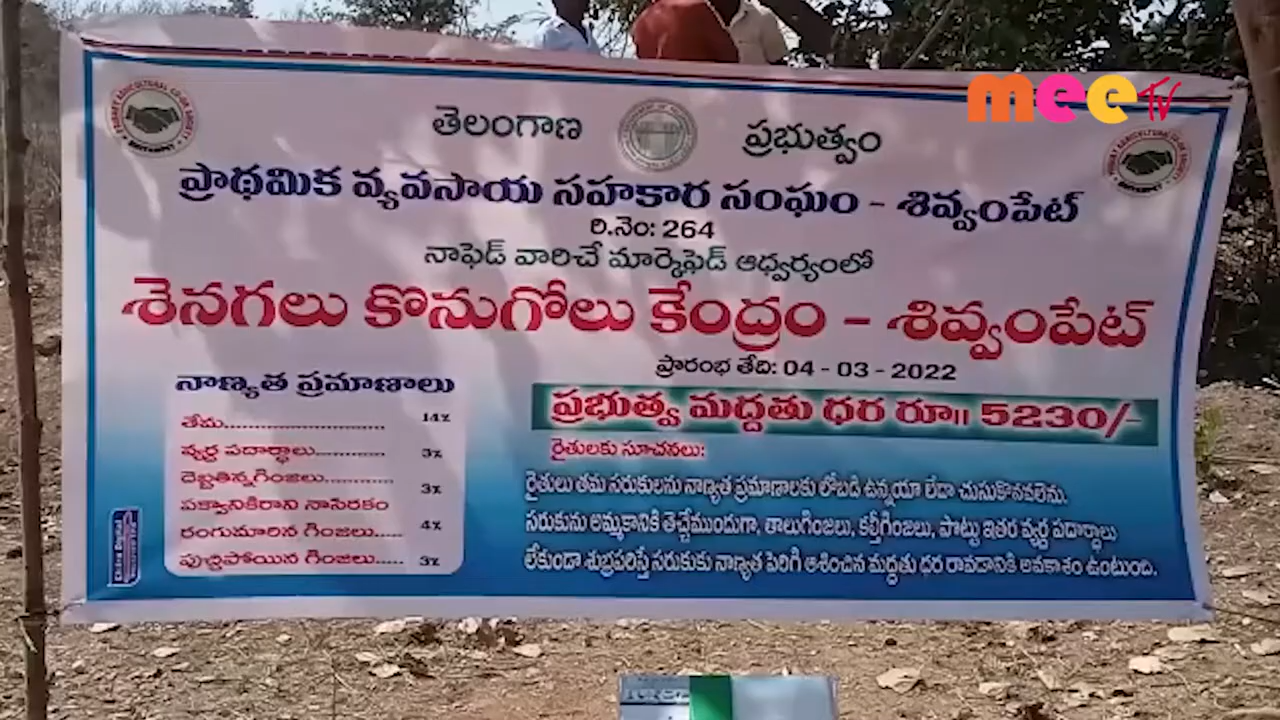 mee TV
తెలంగాణ ప్రభుత్వం
ప్రాథమిక వ్యవసాయ సహకార సంఘం - శివ్వంపేట్
రి.నెం: 264
నాఫెడ్ వారిచే మార్కెఫెడ్ ఆధ్వర్యంలో
శెనగలు కొనుగోలు కేంద్రం - శివ్వంపేట్
ప్రారంభ తేది: 04 - 03 - 2022
నాణ్యత ప్రమాణాలు
తేమ........................... 14%
వ్యర్థ పదార్థాలు............ 3%
దెబ్బతిన్నగింజలు............
3%
పక్వానికిరాని నాసిరకం
రంగుమారిన గింజలు..... 4%
పుచ్చిపోయిన గింజలు..... 3%
ప్రభుత్వ మద్దతు ధర రూ॥ 5230/-
రైతులకు సూచనలు:
రైతులు తమ సరుకులను నాణ్యత ప్రమాణాలకు లోబడి ఉన్నయా లేదా చుసుకొనవలెను.
సరుకును అమ్మకానికి తెచ్చేముందుగా, తాలుగింజలు, కల్తీగింజలు, పొట్టు ఇతర వ్యర్థ పదార్థాలు
లేకుండా శుభ్రపరిస్తే సరుకుకు నాణ్యత పెరిగి ఆశించిన మద్దతు ధర రావడానికి అవకాశం ఉంటుంది.